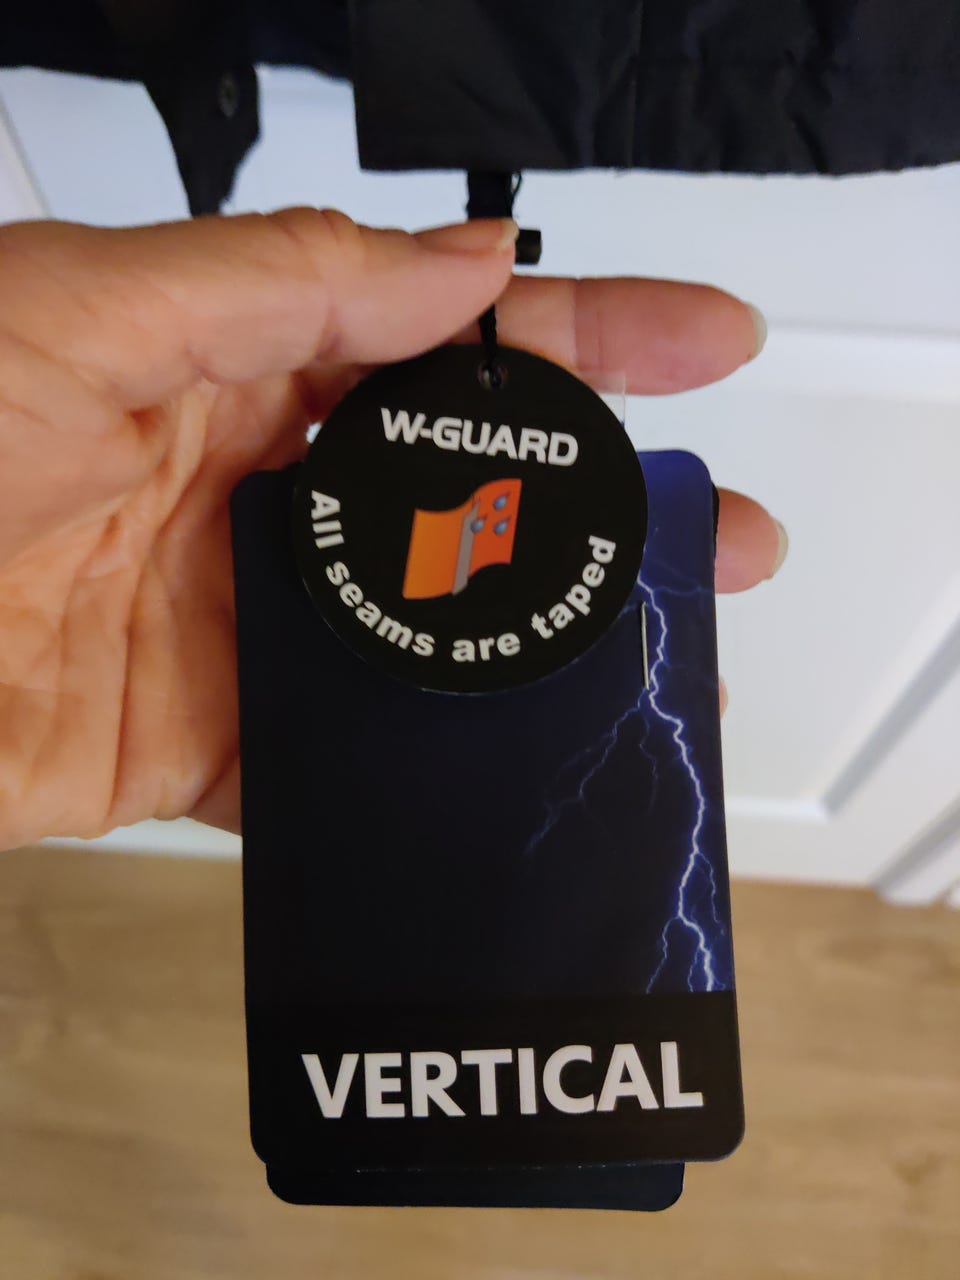 W-GUARD
All seams are taped
VERTICAL